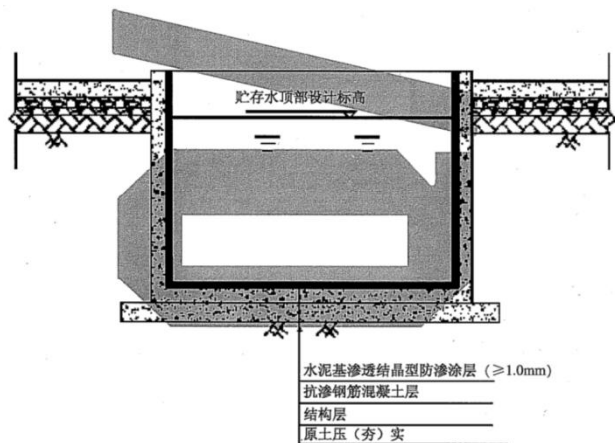 贮存水顶部设计标高
水泥基渗透结晶型防渗涂层（≥1.0mm）
抗渗钢筋混凝土层
结构层
原土压（夯）实